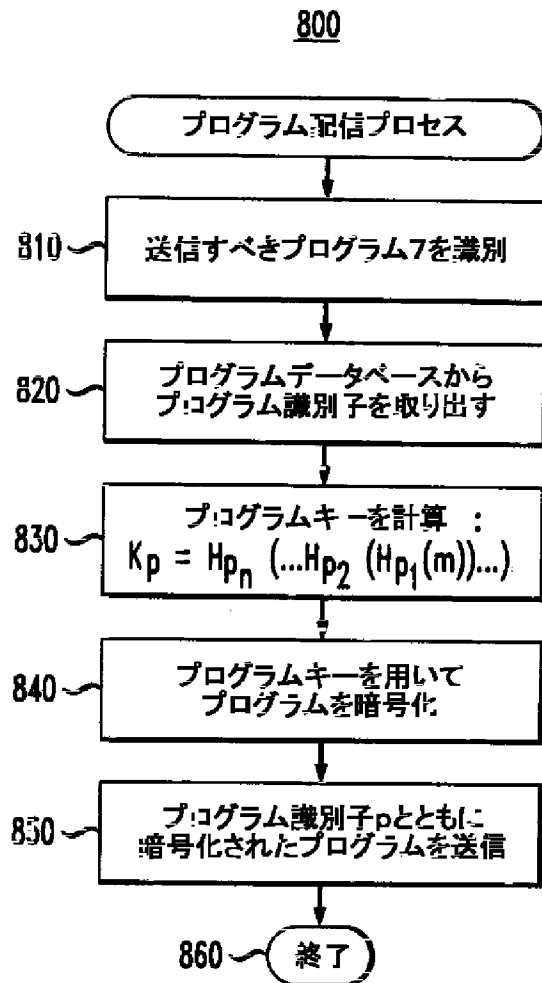 800
プログラム配信プロセス
810
送信すべきプログラム7を識別
820
プログラムデータベースから
プログラム識別子を取り出す
830
プログラムキーを計算 :
Kp = Hpn (...Hp2 (Hp1(m))...)
840
プログラムキーを用いて
プログラムを暗号化
850
プログラム識別子pとともに
暗号化されたプログラムを送信
860
終了